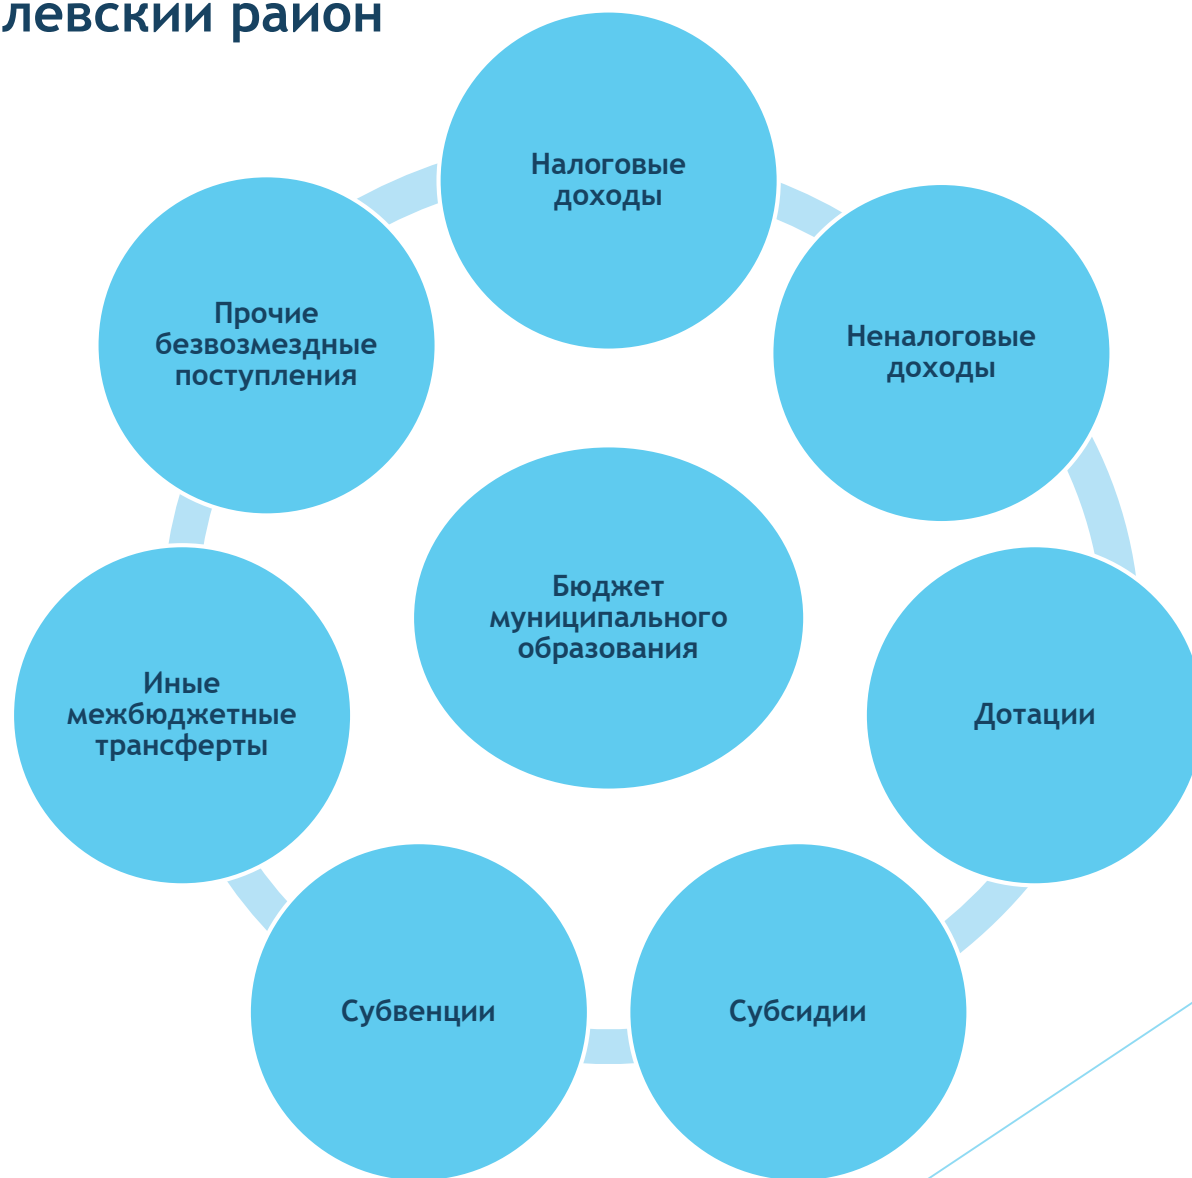 левский район
Налоговые
доходы
Неналоговые
доходы
Дотации
Субсидии
Субвенции
Иные
межбюджетные
трансферты
Прочие
безвозмездные
поступления
Бюджет
муниципального
образования